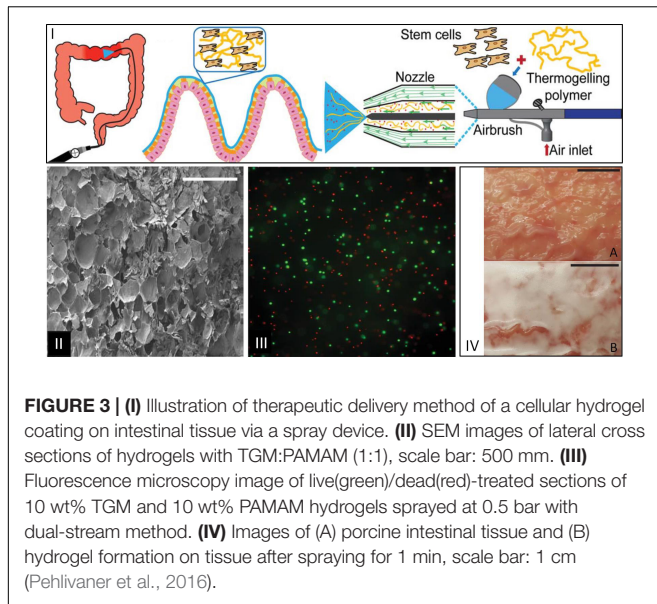 I
Stem cells
Nozzle
Thermogelling
polymer
Airbrush
Air inlet
II
III
IV
A
B
FIGURE 3 | (I) Illustration of therapeutic delivery method of a cellular hydrogel
coating on intestinal tissue via a spray device. (II) SEM images of lateral cross
sections of hydrogels with TGM:PAMAM (1:1), scale bar: 500 mm. (III)
Fluorescence microscopy image of live(green)/dead(red)-treated sections of
10 wt% TGM and 10 wt% PAMAM hydrogels sprayed at 0.5 bar with
dual-stream method. (IV) Images of (A) porcine intestinal tissue and (B)
hydrogel formation on tissue after spraying for 1 min, scale bar: 1 cm
(Pehlivaner et al., 2016).